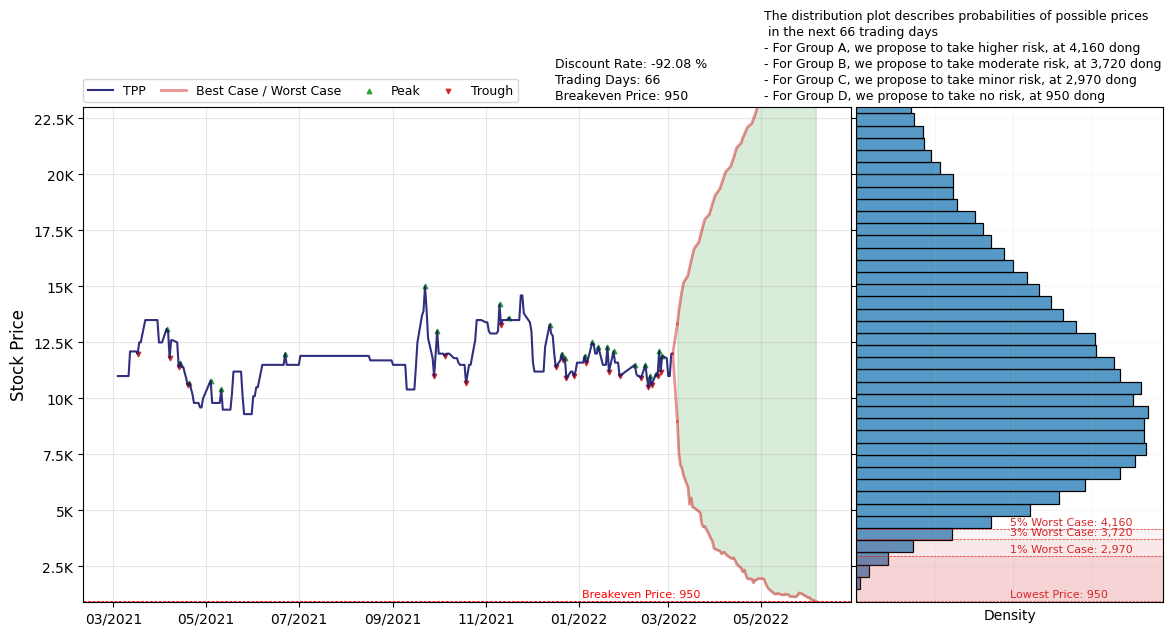 The distribution plot describes probabilities of possible prices
in the next 66 trading days
- For Group A, we propose to take higher risk, at 4,160 dong
- For Group B, we propose to take moderate risk, at 3,720 dong
- For Group C, we propose to take minor risk, at 2,970 dong
- For Group D, we propose to take no risk, at 950 dong
Discount Rate: -92.08 %
Trading Days: 66
Breakeven Price: 950
TPP
Best Case / Worst Case
Peak
Trough
Stock Price
22.5K
20K
17.5K
15K
12.5K
10K
7.5K
5K
2.5K
Breakeven Price: 950
03/2021
05/2021
07/2021
09/2021
11/2021
01/2022
03/2022
05/2022
5% Worst Case: 4,160
3% Worst Case: 3,720
1% Worst Case: 2,970
Lowest Price: 950
Density